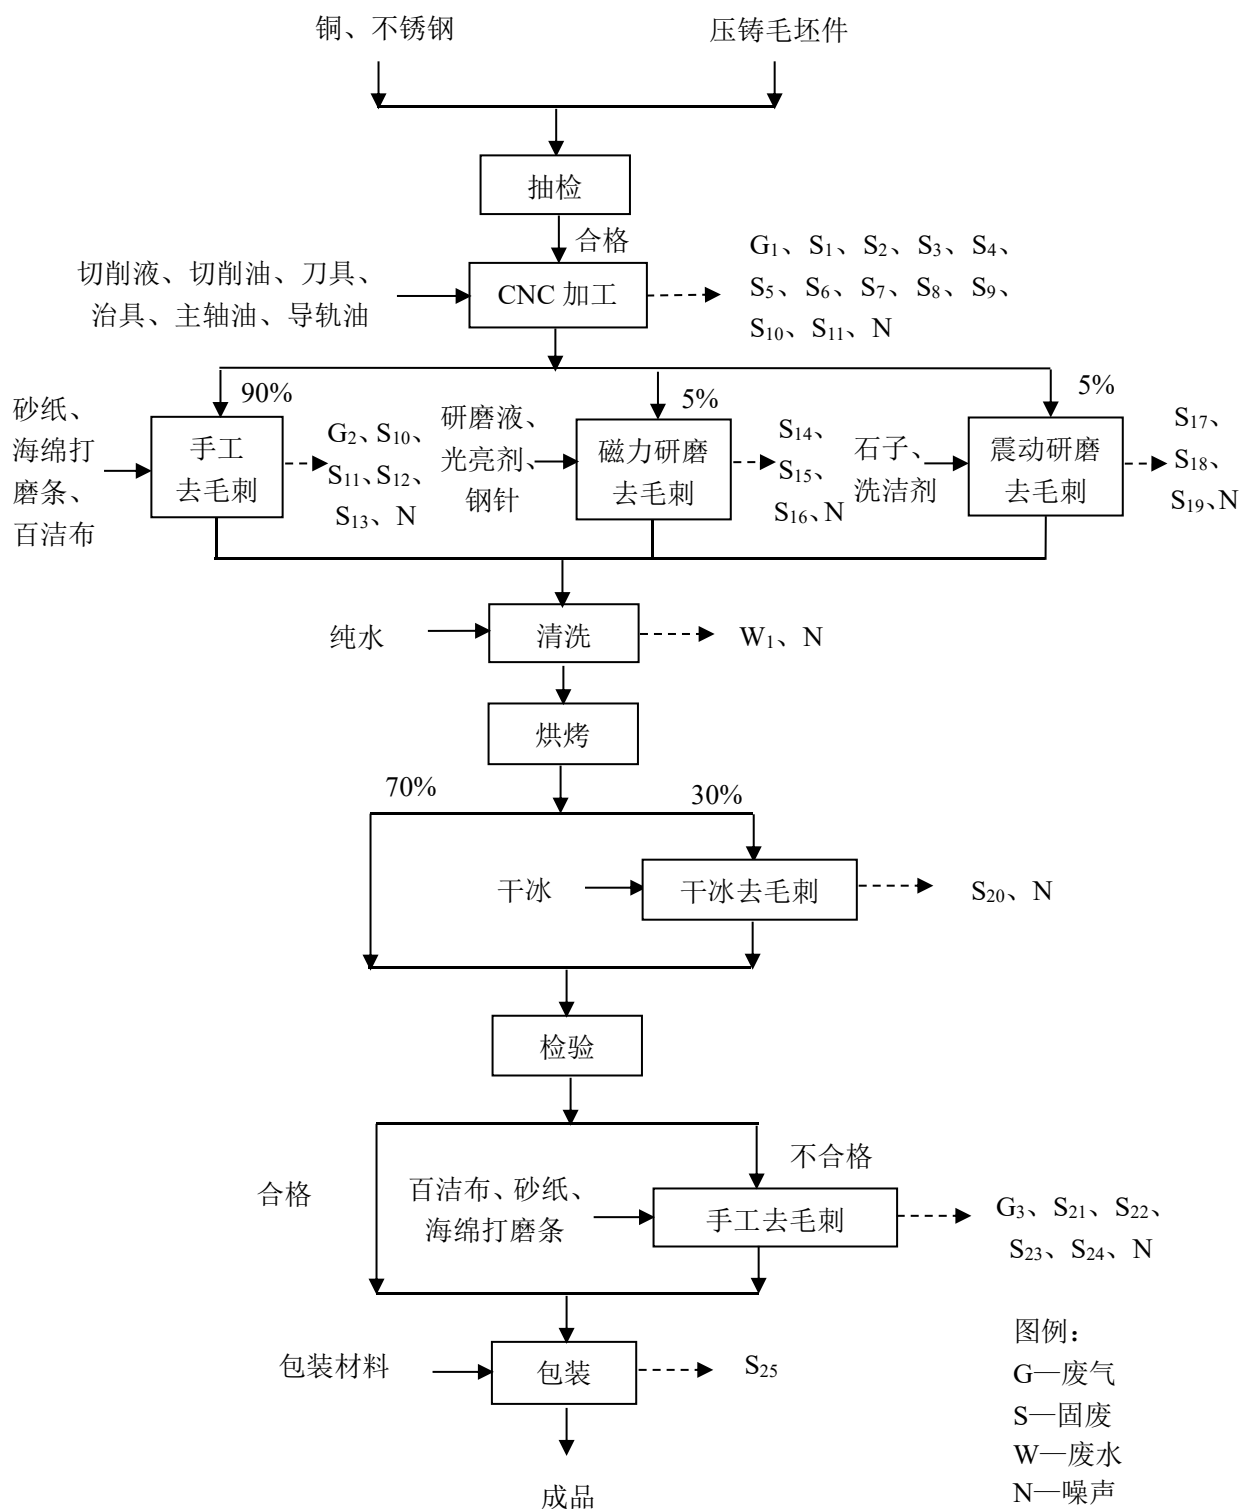 铜、不锈钢
压铸毛坯件
抽检
合格
切削液、切削油、刀具、
治具、主轴油、导轨油
CNC 加工
G₁、S₁、S₂、S₃、S₄、
S₅、S₆、S₇、S₈、S₉、
S₁₀、S₁₁、N
90%
5%
5%
砂纸、
海绵打
磨条、
百洁布
手工
去毛刺
G₂、S₁₀、
S₁₁、S₁₂、
S₁₃、N
研磨液、
光亮剂、
钢针
磁力研磨
去毛刺
S₁₄、
S₁₅、
S₁₆、N
石子、
洗洁剂
震动研磨
去毛刺
S₁₇、
S₁₈、
S₁₉、N
纯水
清洗
W₁、N
烘烤
70%
30%
干冰
干冰去毛刺
S₂₀、N
检验
合格
不合格
百洁布、砂纸、
海绵打磨条
手工去毛刺
G₃、S₂₁、S₂₂、
S₂₃、S₂₄、N
包装材料
包装
S₂₅
成品
图例：
G—废气
S—固废
W—废水
N—噪声